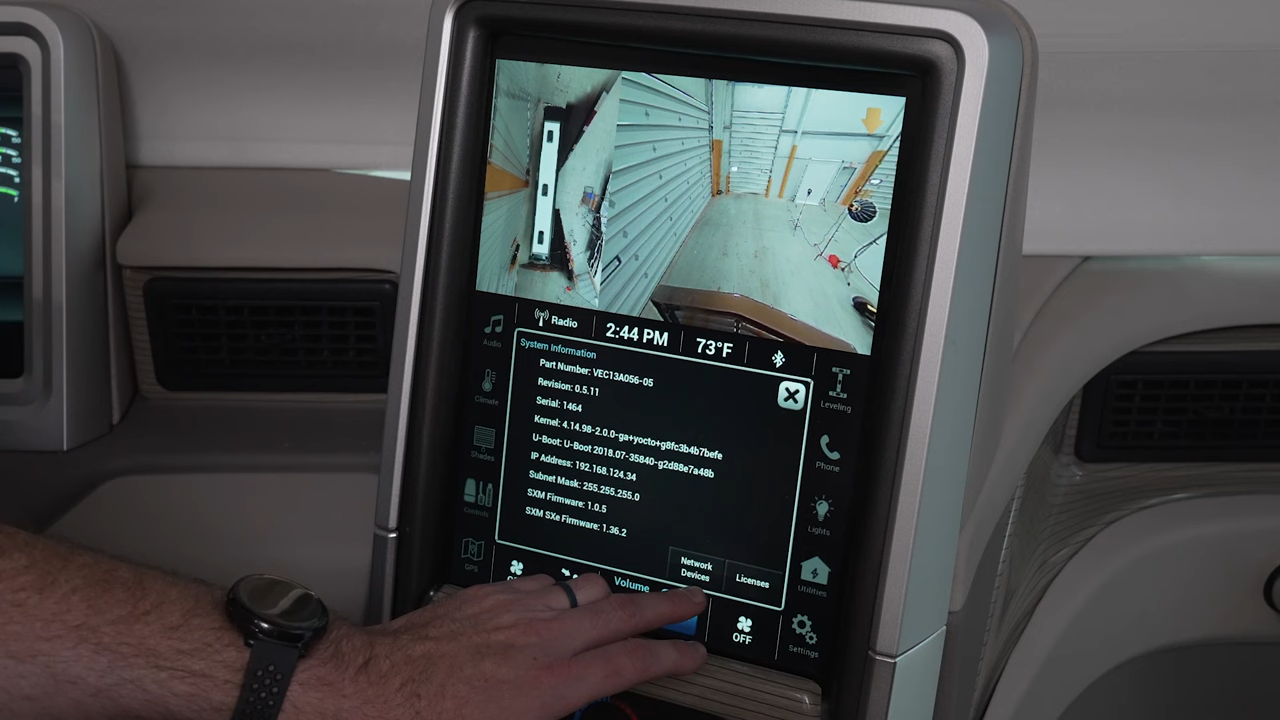 Radio
2:44 PM
73°F
Audio
Climate
Shades
Controls
GPS
System Information
Part Number: VEC13A056-05
Revision: 0.5.11
Serial: 1464
Kernel: 4.14.98-2.0.0-ga+yocto+g8fc3b4b7befe
U-Boot: U-Boot 2018.07-35840-g2d88e7a48b
IP Address: 192.168.124.34
Subnet Mask: 255.255.255.0
SXM Firmware: 1.0.5
SXM SXe Firmware: 1.36.2
Network
Devices
Licenses
Leveling
Phone
Lights
Utilities
Settings
Volume
OFF